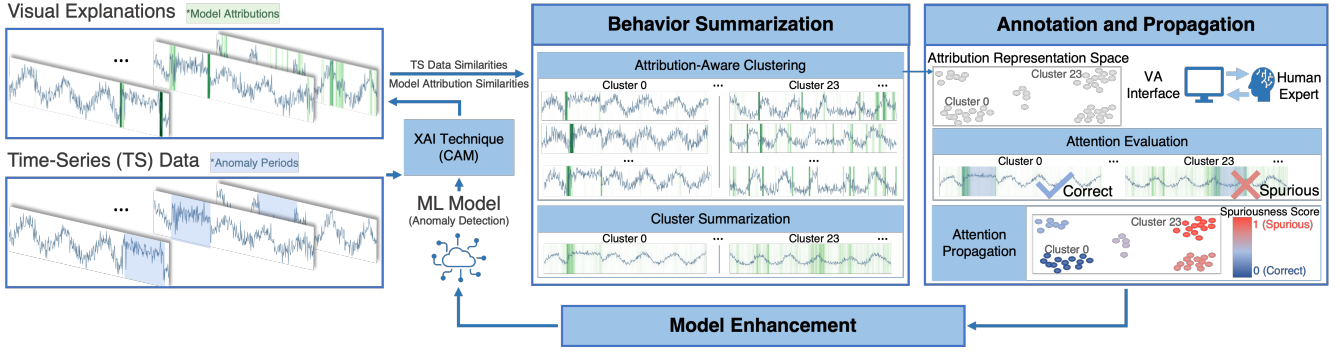 Visual Explanations
*Model Attributions
...
Time-Series (TS) Data
*Anomaly Periods
...
TS Data Similarities
Model Attribution Similarities
XAI Technique
(CAM)
ML Model
(Anomaly Detection)
Behavior Summarization
Attribution-Aware Clustering
Cluster 0 ... Cluster 23 ...
... ...
Cluster Summarization
Cluster 0 ... Cluster 23 ...
Annotation and Propagation
Attribution Representation Space
Cluster 23
Cluster 0
VA
Interface
Human
Expert
Attention Evaluation
Cluster 0 ... Cluster 23 ...
Correct
Spurious
Attention
Propagation
Cluster 23
Cluster 0
Spuriousness Score
1 (Spurious)
0 (Correct)
Model Enhancement